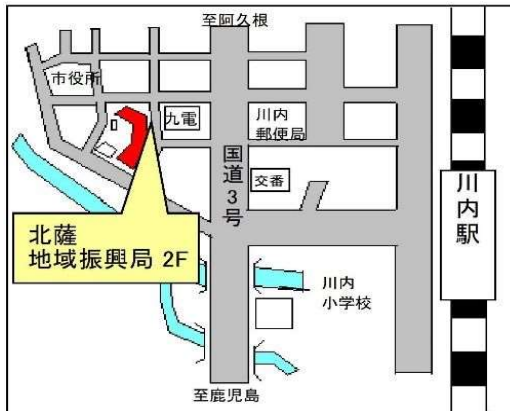 至阿久根
市役所
九電
川内
郵便局
国道3号
交番
川内駅
北薩
地域振興局 2F
川内
小学校
至鹿児島